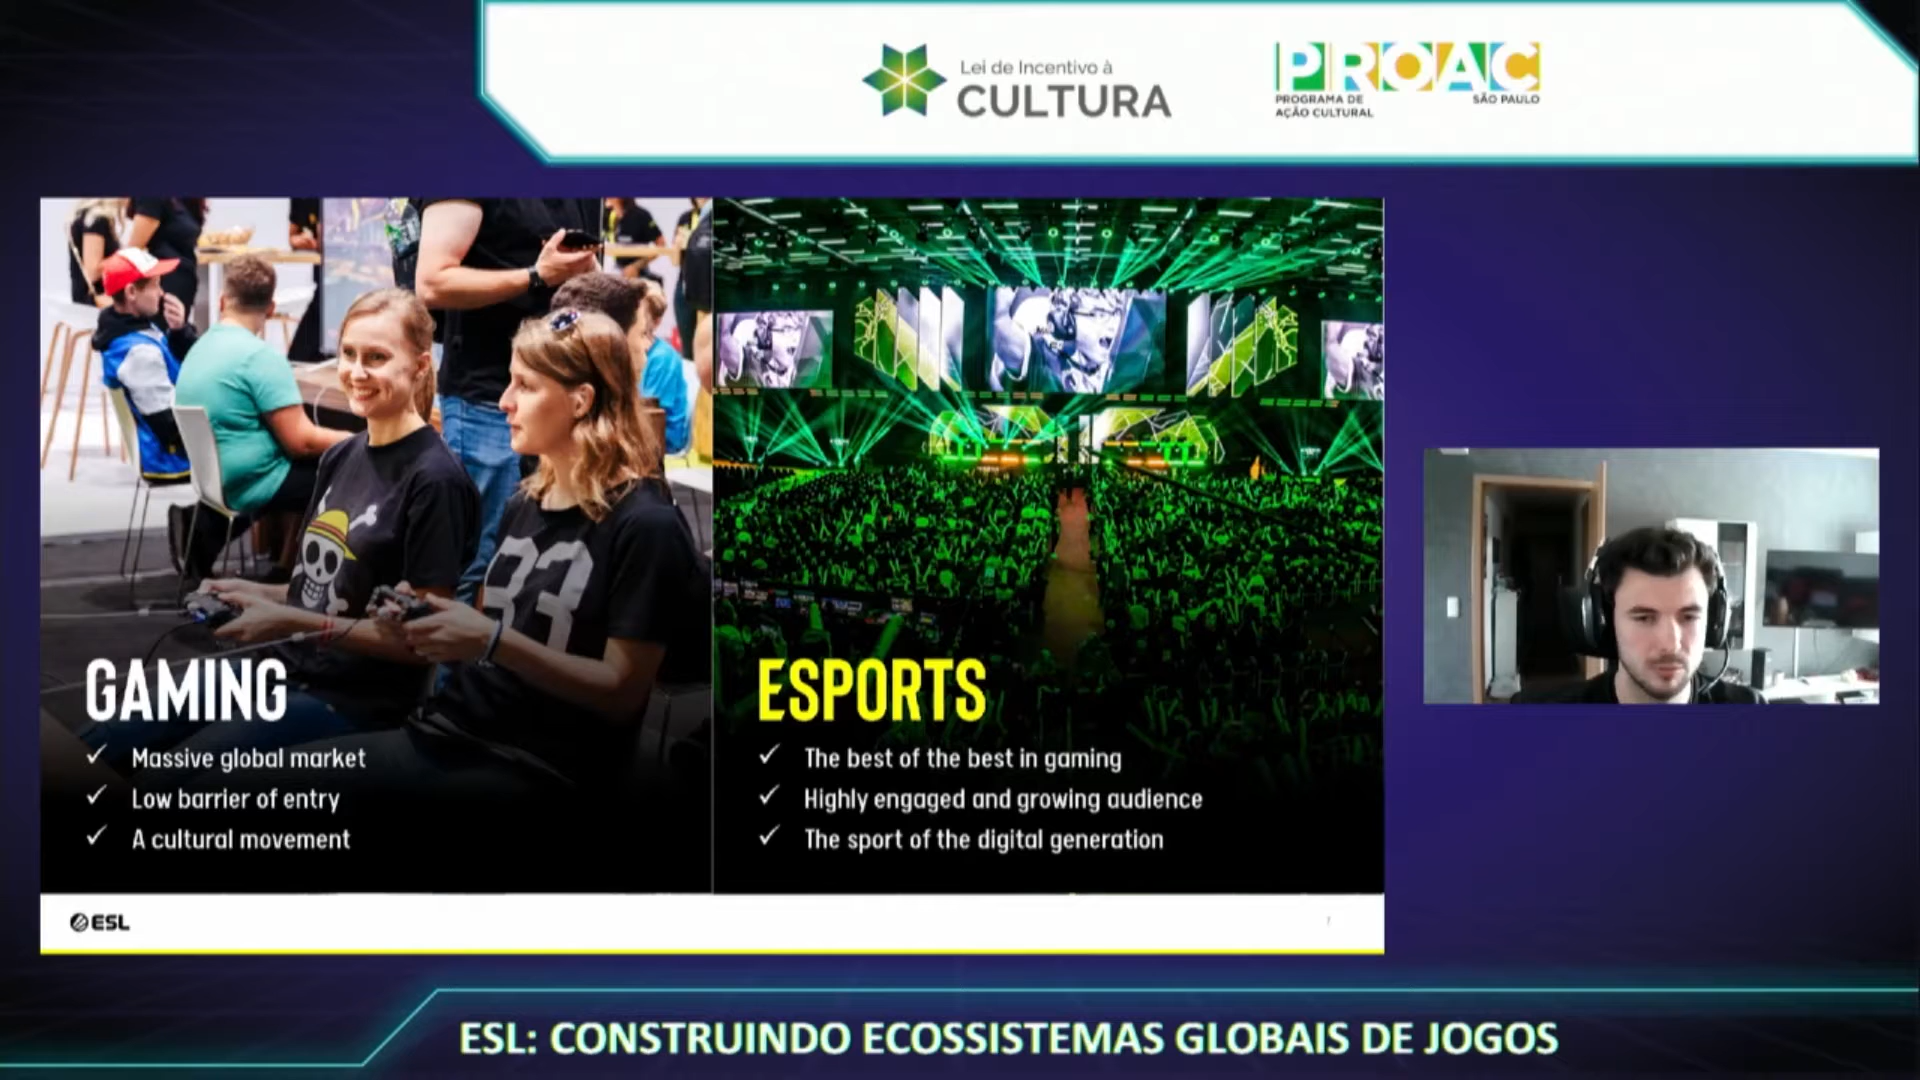 Lei de Incentivo à
CULTURA
PROAC
PROGRAMA DE
AÇÃO CULTURAL
SÃO PAULO
83
GAMING
✓ Massive global market
✓ Low barrier of entry
✓ A cultural movement
ESPORTS
✓ The best of the best in gaming
✓ Highly engaged and growing audience
✓ The sport of the digital generation
ESL
7
ESL: CONSTRUINDO ECOSSISTEMAS GLOBAIS DE JOGOS